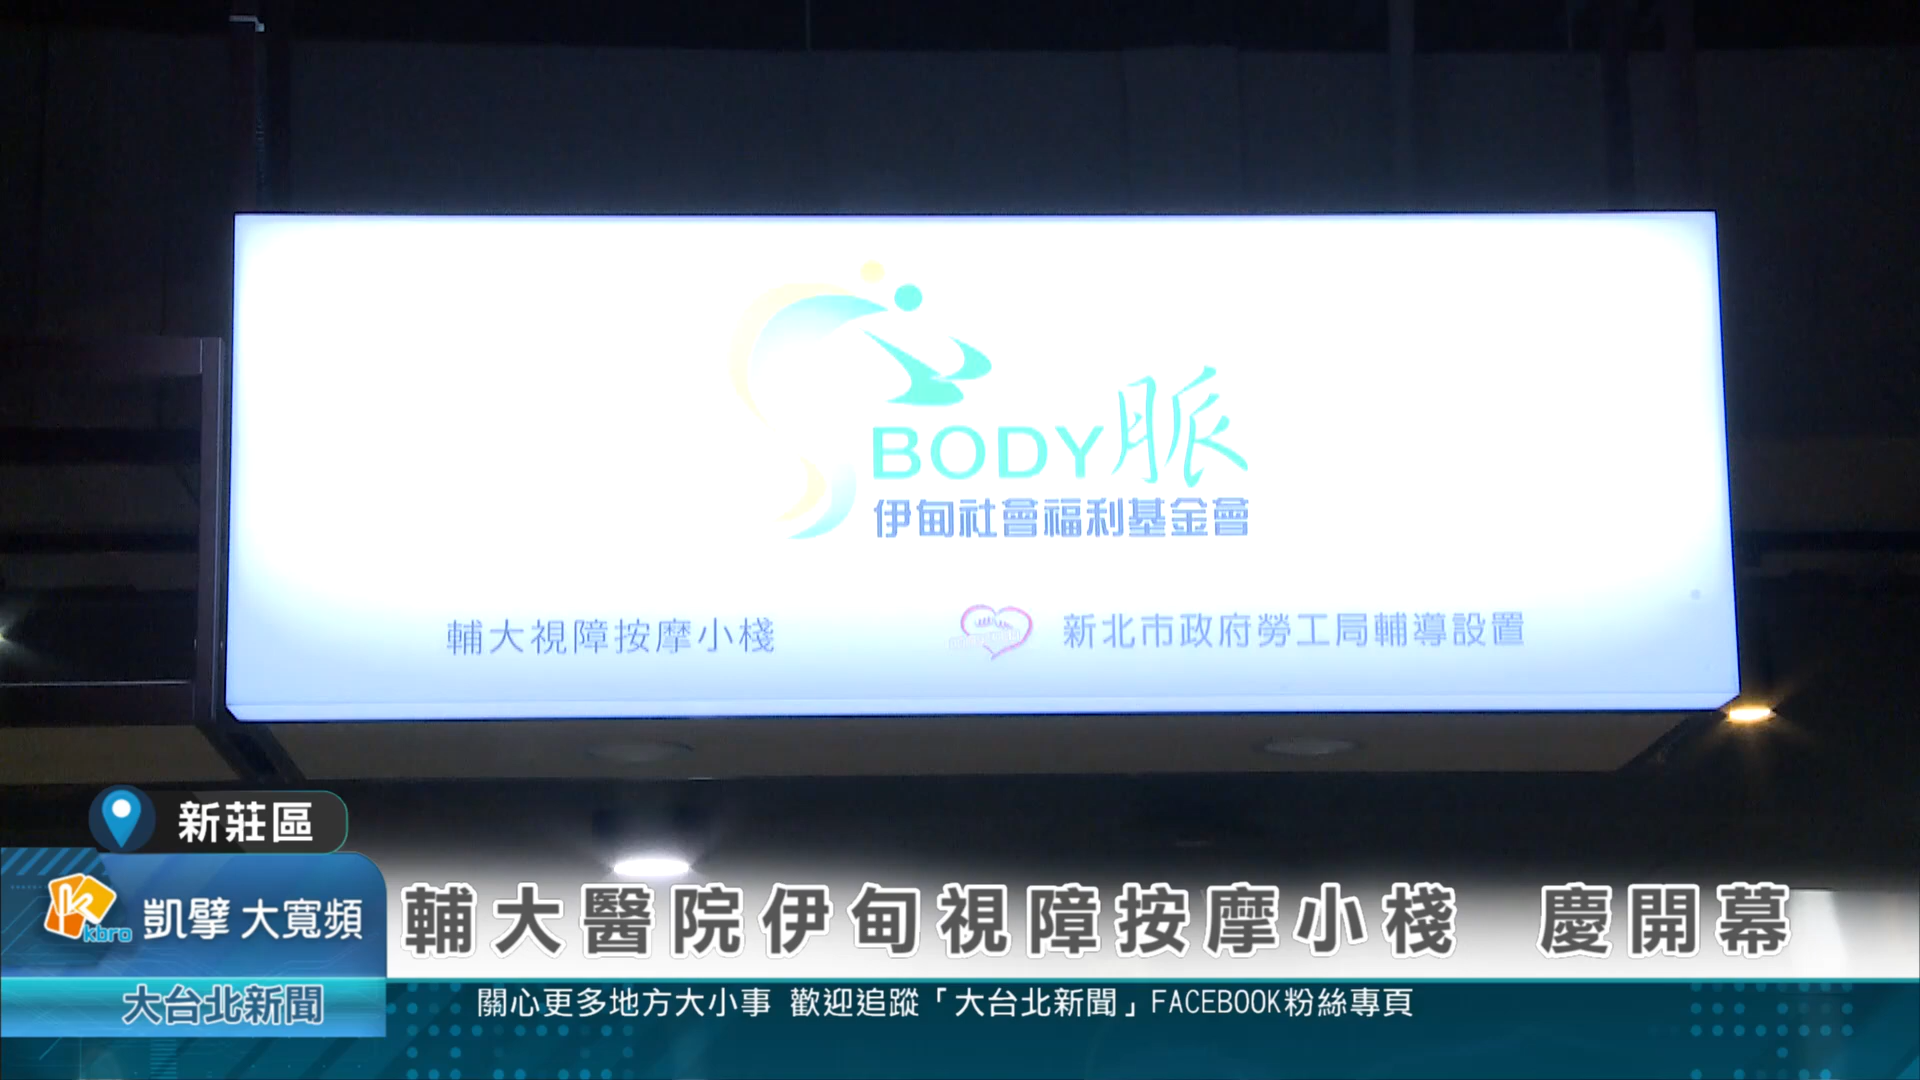 BODY脈
伊甸社會福利基金會
輔大視障按摩小棧
新北市政府勞工局輔導設置
新莊區
kbro 凱擘大寬頻
輔大醫院伊甸視障按摩小棧 慶開幕
大台北新聞
關心更多地方大小事 歡迎追蹤「大台北新聞」FACEBOOK粉絲專頁